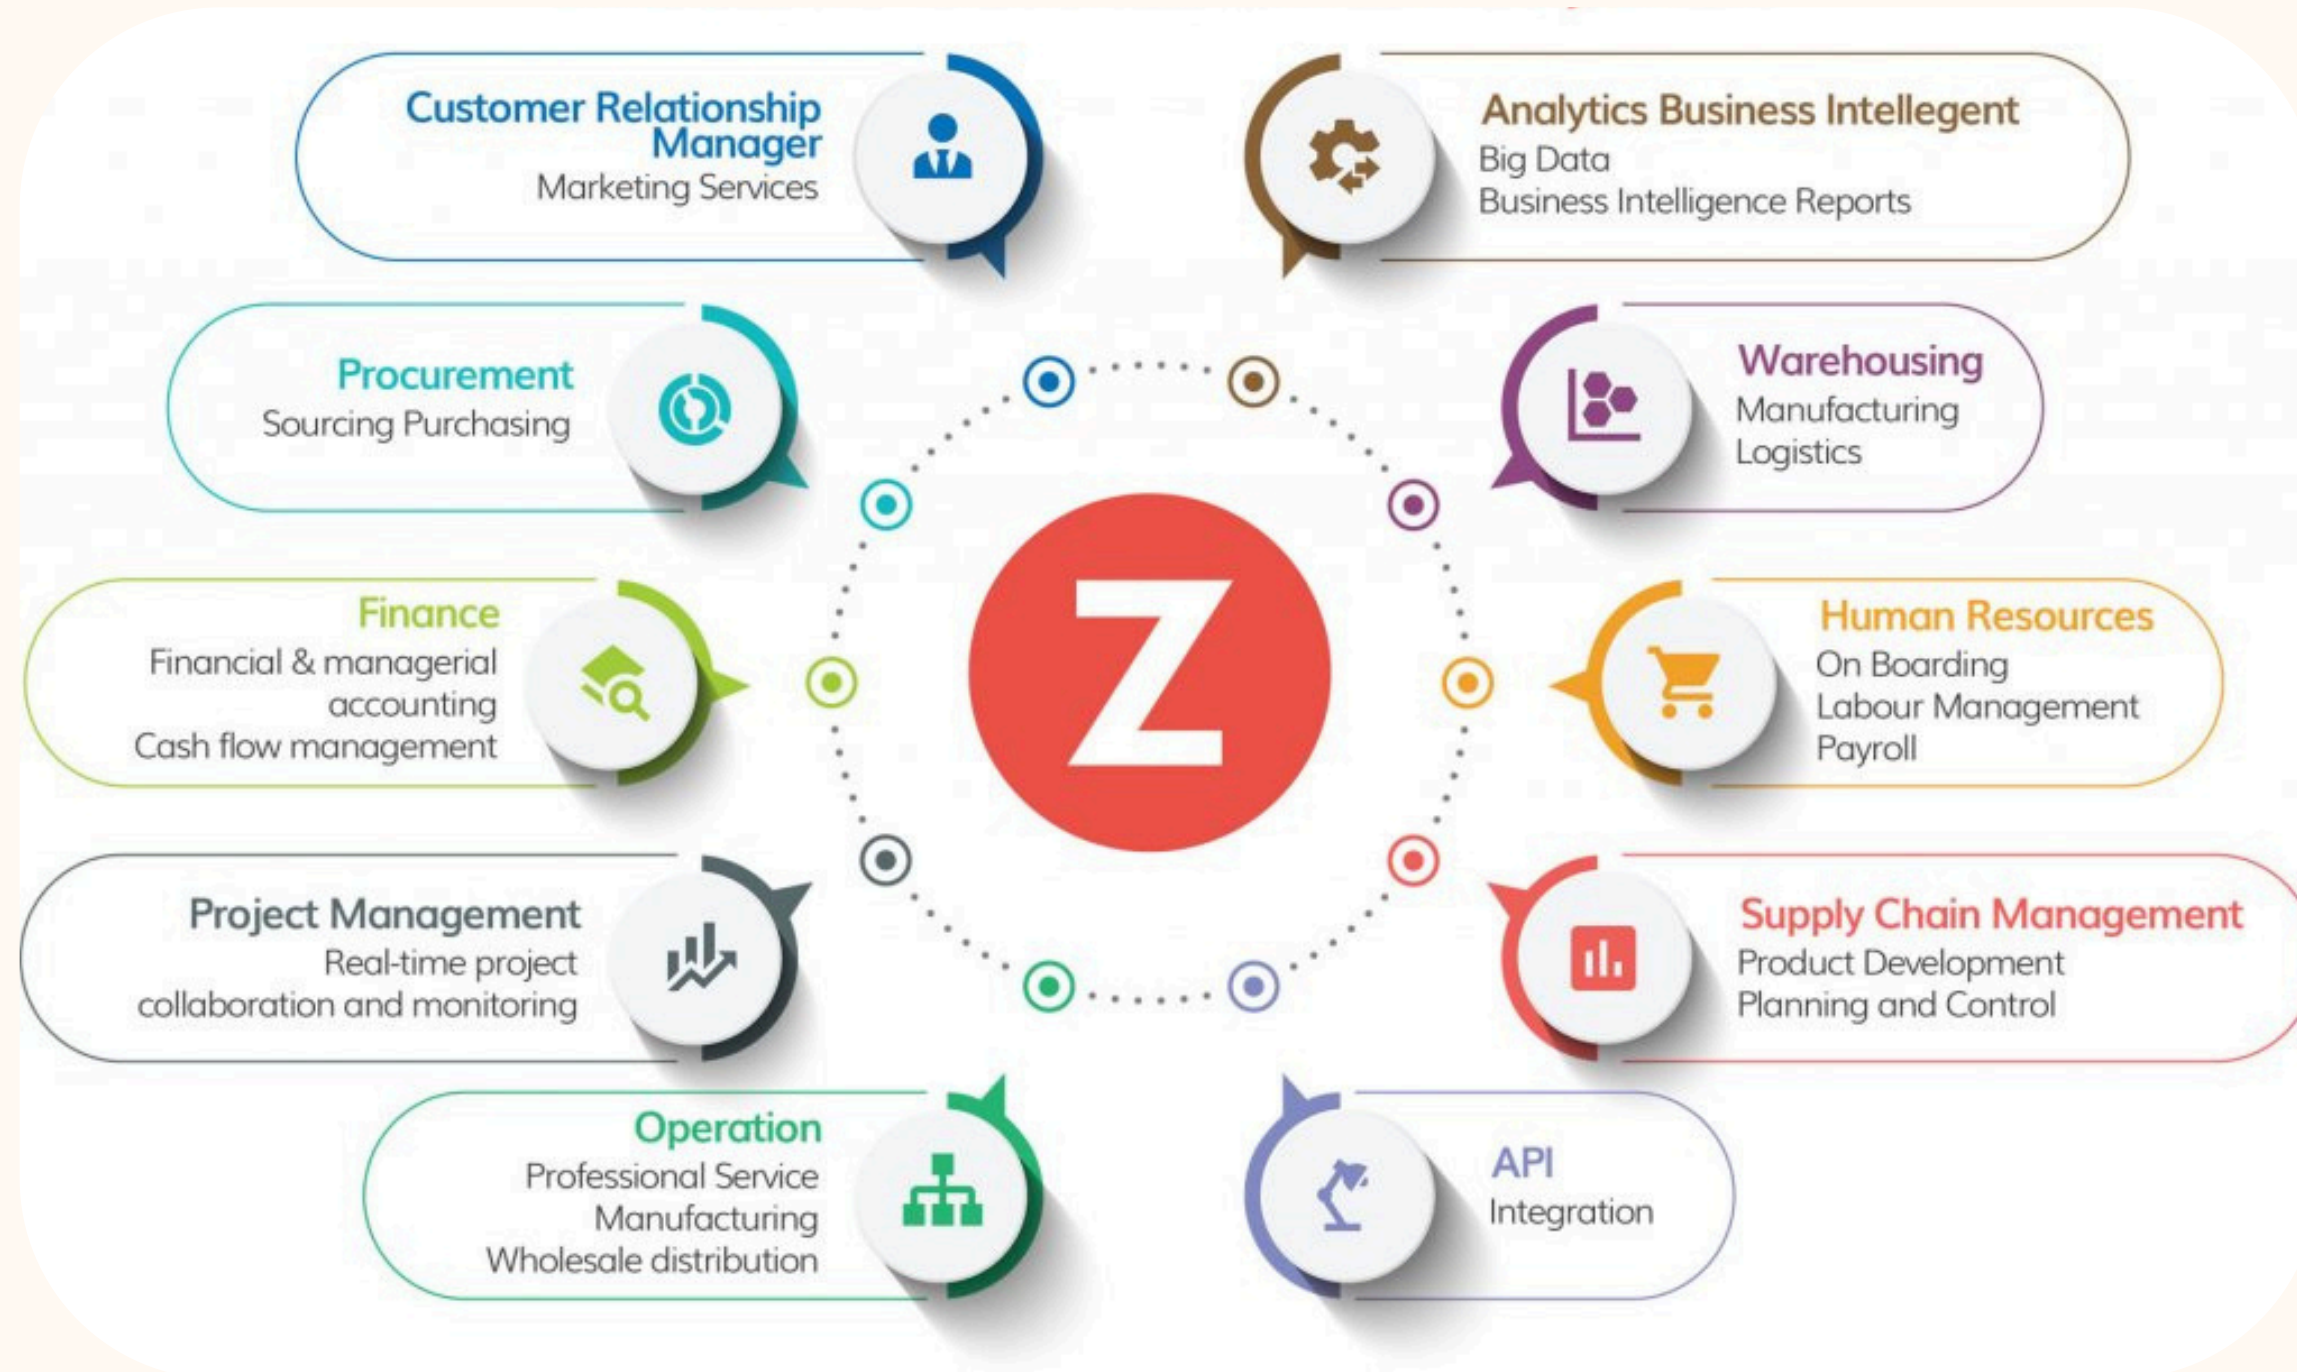 Customer Relationship
Manager
Marketing Services
Procurement
Sourcing Purchasing
Finance
Financial & managerial
accounting
Cash flow management
Project Management
Real-time project
collaboration and monitoring
Operation
Professional Service
Manufacturing
Wholesale distribution
Z
Analytics Business Intellegent
Big Data
Business Intelligence Reports
Warehousing
Manufacturing
Logistics
Human Resources
On Boarding
Labour Management
Payroll
Supply Chain Management
Product Development
Planning and Control
API
Integration